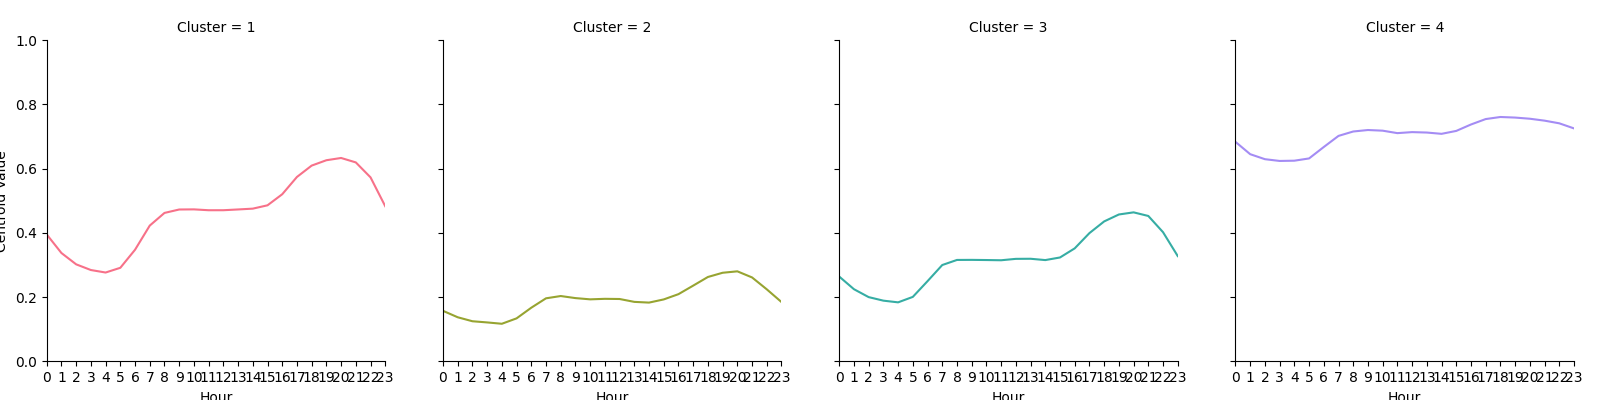 Cluster = 1
Cluster = 2
Cluster = 3
Cluster = 4
Centroid Value
1.0
0.8
0.6
0.4
0.2
0.0
0 1 2 3 4 5 6 7 8 9 10 11 12 13 14 15 16 17 18 19 20 21 22 23
0 1 2 3 4 5 6 7 8 9 10 11 12 13 14 15 16 17 18 19 20 21 22 23
0 1 2 3 4 5 6 7 8 9 10 11 12 13 14 15 16 17 18 19 20 21 22 23
0 1 2 3 4 5 6 7 8 9 10 11 12 13 14 15 16 17 18 19 20 21 22 23
Hour
Hour
Hour
Hour